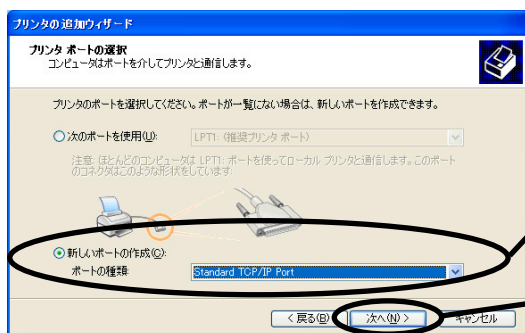 プリンタの追加ウィザード
プリンタ ポートの選択
コンピュータはポートを介してプリンタと通信します。
プリンタのポートを選択してください。ポートが一覧にない場合は、新しいポートを作成できます。
次のポートを使用(U): LPT1: (推奨プリンタ ポート)
注意: ほとんどのコンピュータは LPT1: ポートを使ってローカル プリンタと通信します。このポート
のコネクタはこのような形状をしています:
新しいポートの作成(C):
ポートの種類: Standard TCP/IP Port
< 戻る(B) 次へ(N) > キャンセル